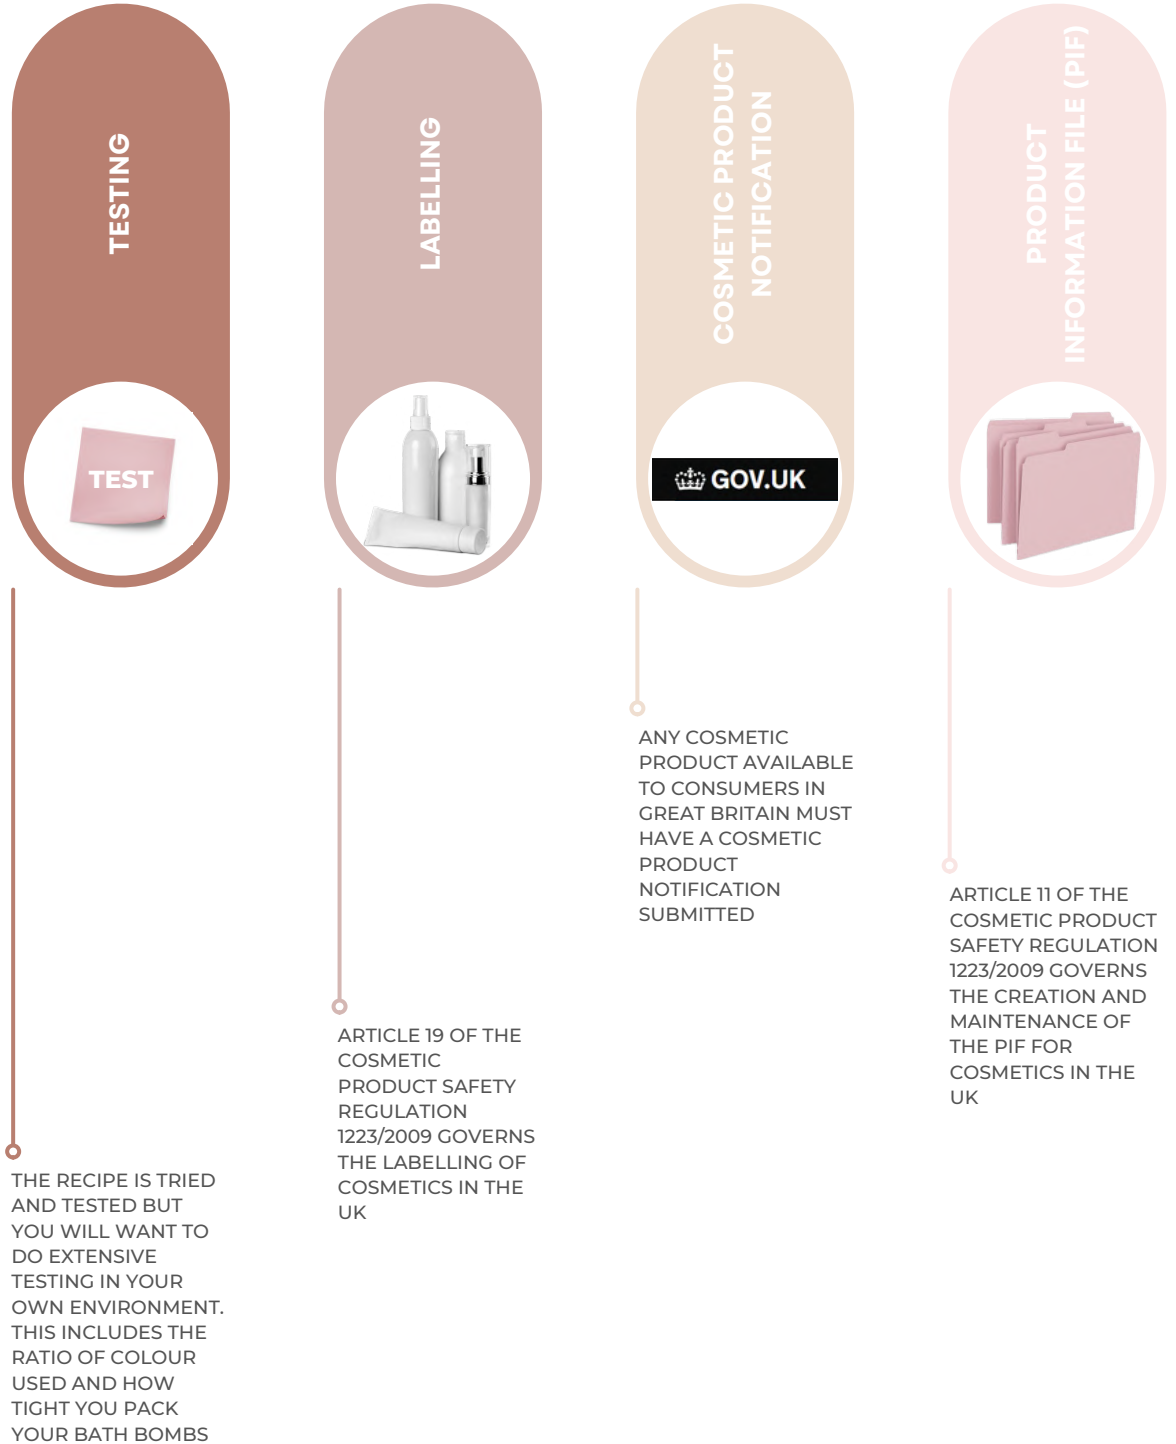 TESTING
TEST
THE RECIPE IS TRIED
AND TESTED BUT
YOU WILL WANT TO
DO EXTENSIVE
TESTING IN YOUR
OWN ENVIRONMENT.
THIS INCLUDES THE
RATIO OF COLOUR
USED AND HOW
TIGHT YOU PACK
YOUR BATH BOMBS
LABELLING
ARTICLE 19 OF THE
COSMETIC
PRODUCT SAFETY
REGULATION
1223/2009 GOVERNS
THE LABELLING OF
COSMETICS IN THE
UK
COSMETIC PRODUCT
NOTIFICATION
GOV.UK
ANY COSMETIC
PRODUCT AVAILABLE
TO CONSUMERS IN
GREAT BRITAIN MUST
HAVE A COSMETIC
PRODUCT
NOTIFICATION
SUBMITTED
PRODUCT
INFORMATION FILE (PIF)
ARTICLE 11 OF THE
COSMETIC PRODUCT
SAFETY REGULATION
1223/2009 GOVERNS
THE CREATION AND
MAINTENANCE OF
THE PIF FOR
COSMETICS IN THE
UK